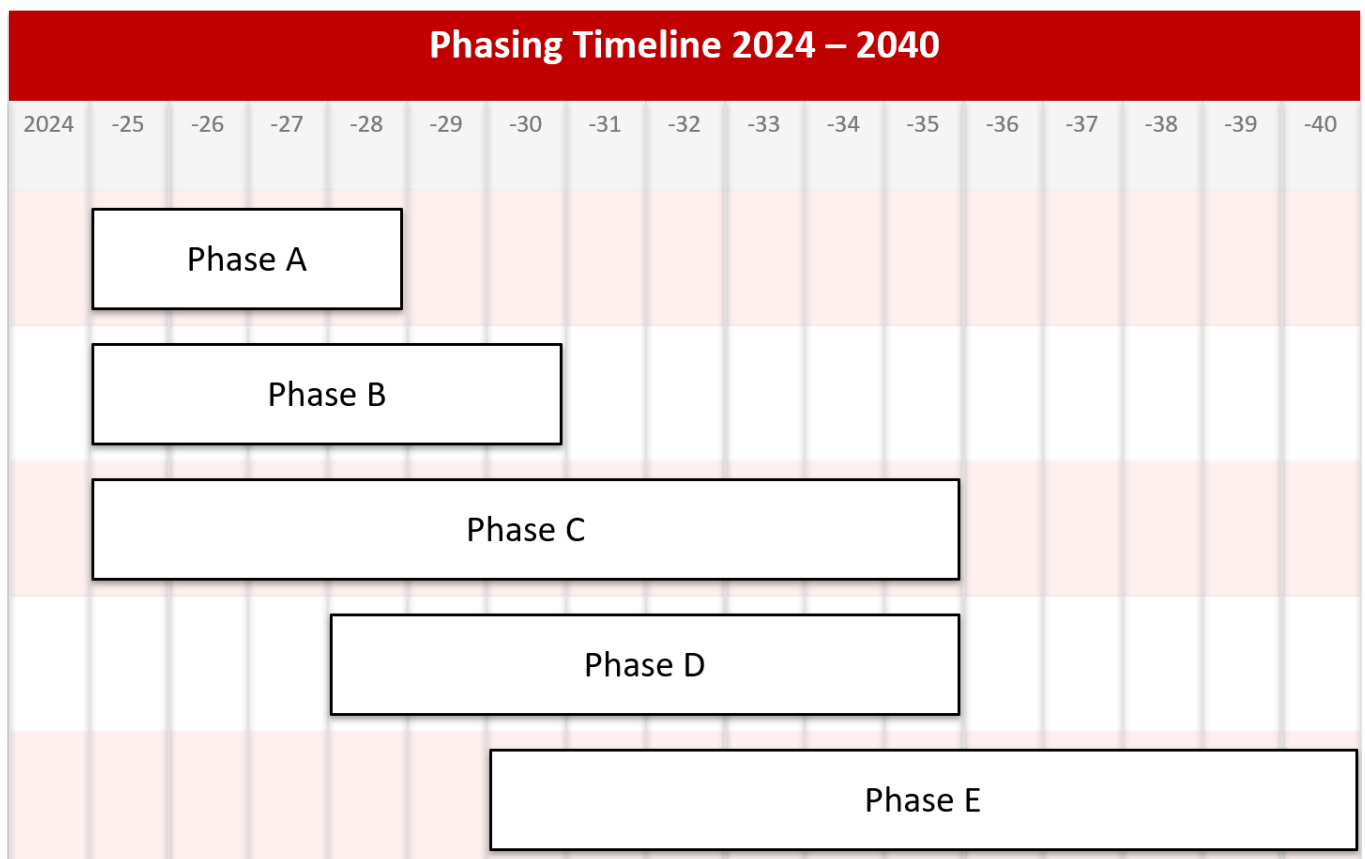 Phasing Timeline 2024 – 2040
2024 -25 -26 -27 -28 -29 -30 -31 -32 -33 -34 -35 -36 -37 -38 -39 -40
Phase A
Phase B
Phase C
Phase D
Phase E